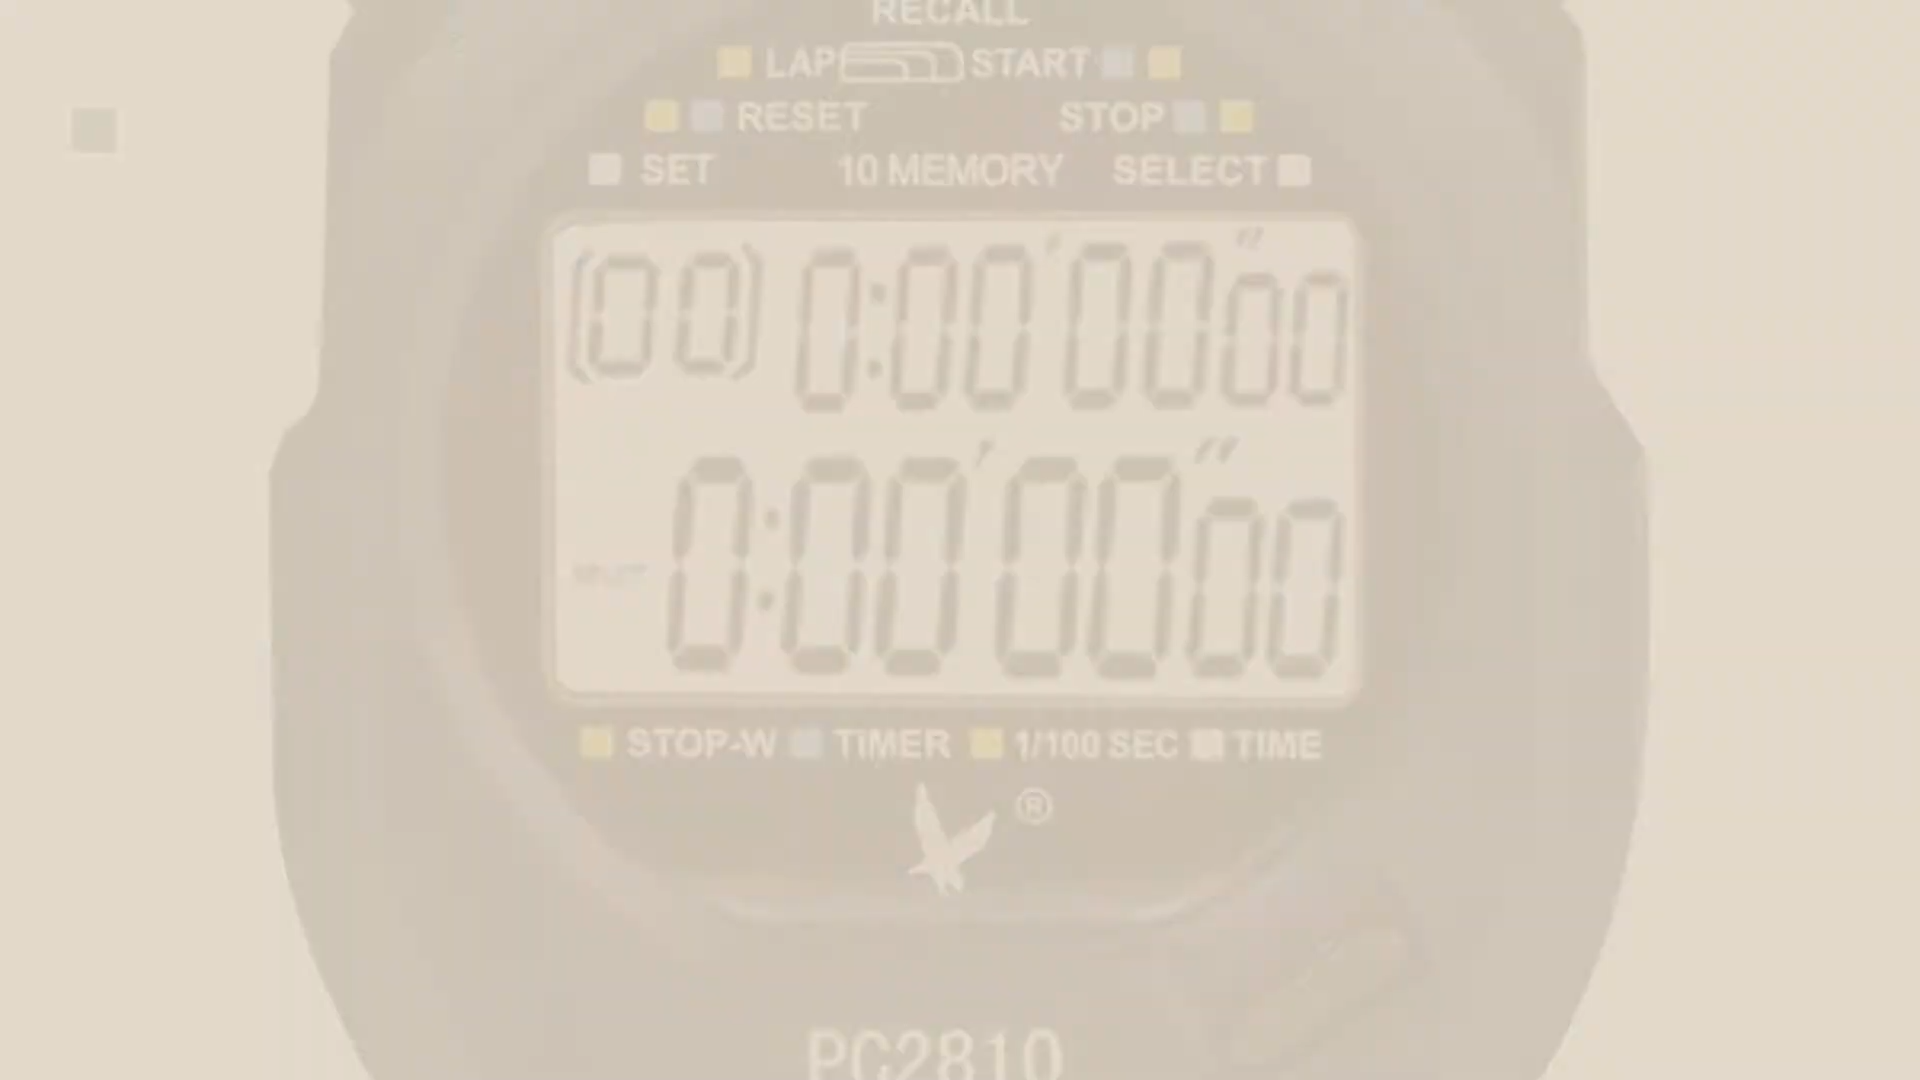 RECALL
LAP START
RESET STOP
SET 10 MEMORY SELECT
(00) 0:00'00"00
0:00'00"00
STOP-W TIMER 1/100 SEC TIME
®
PC2810